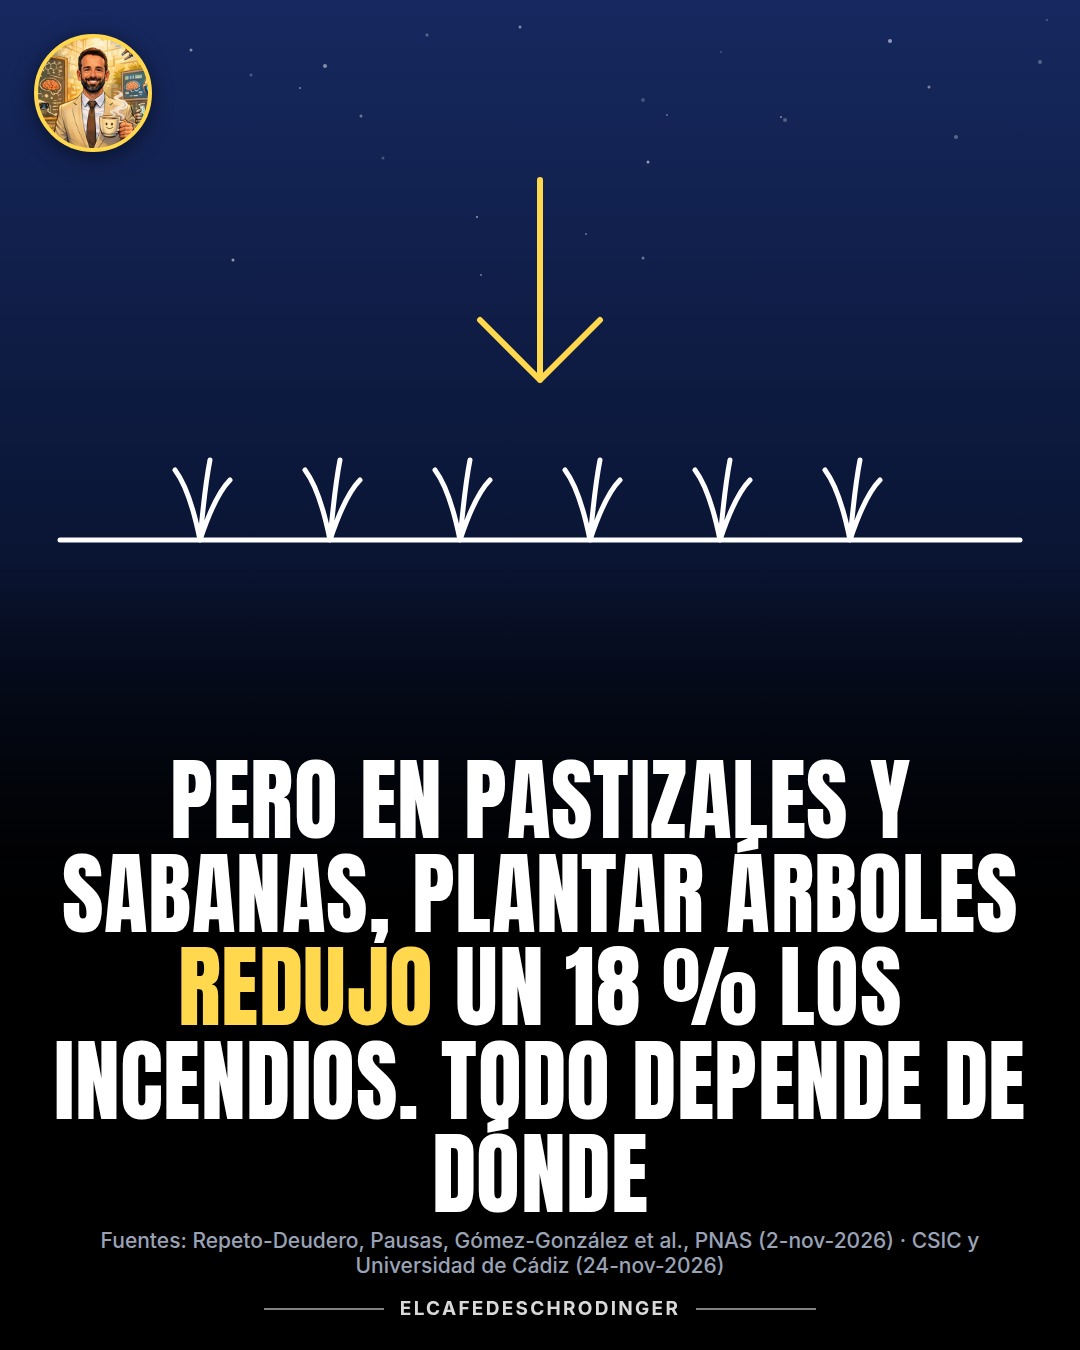 PERO EN PASTIZALES Y
SABANAS, PLANTAR ÁRBOLES
REDUJO UN 18 % LOS
INCENDIOS. TODO DEPENDE DE
DÓNDE
Fuentes: Repeto-Deudero, Pausas, Gómez-González et al., PNAS (2-nov-2026) · CSIC y
Universidad de Cádiz (24-nov-2026)
ELCAFEDESCHRODINGER